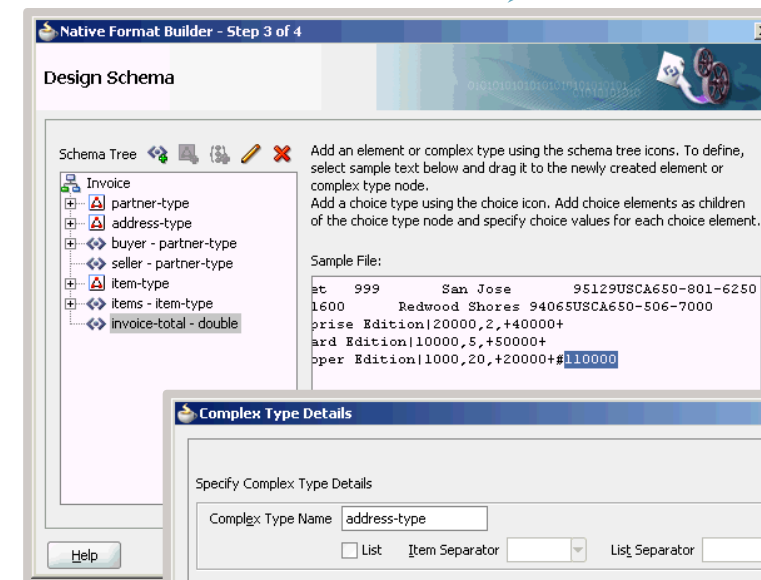 Native Format Builder - Step 3 of 4
Design Schema
Schema Tree
Invoice
partner-type
address-type
buyer - partner-type
seller - partner-type
item-type
items - item-type
invoice-total - double
Add an element or complex type using the schema tree icons. To define,
select sample text below and drag it to the newly created element or
complex type node.
Add a choice type using the choice icon. Add choice elements as children
of the choice type node and specify choice values for each choice element.
Sample File:
et 999 San Jose 95129USCA650-801-6250
1600 Redwood Shores 94065USCA650-506-7000
prise Edition|20000,2,+40000+
ard Edition|10000,5,+50000+
oper Edition|1000,20,+20000+#110000
Complex Type Details
Specify Complex Type Details
Complex Type Name address-type
List Item Separator List Separator
Help